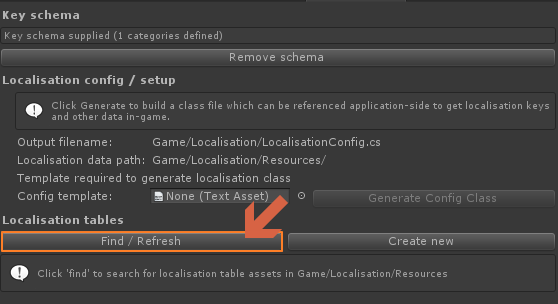 Key schema
Key schema supplied (1 categories defined)
Remove schema
Localisation config / setup
Click Generate to build a class file which can be referenced application-side to get localisation keys
and other data in-game.
Output filename: Game/Localisation/LocalisationConfig.cs
Localisation data path: Game/Localisation/Resources/
Template required to generate localisation class
Config template: None (Text Asset) Generate Config Class
Localisation tables
Find / Refresh Create new
Click 'find' to search for localisation table assets in Game/Localisation/Resources